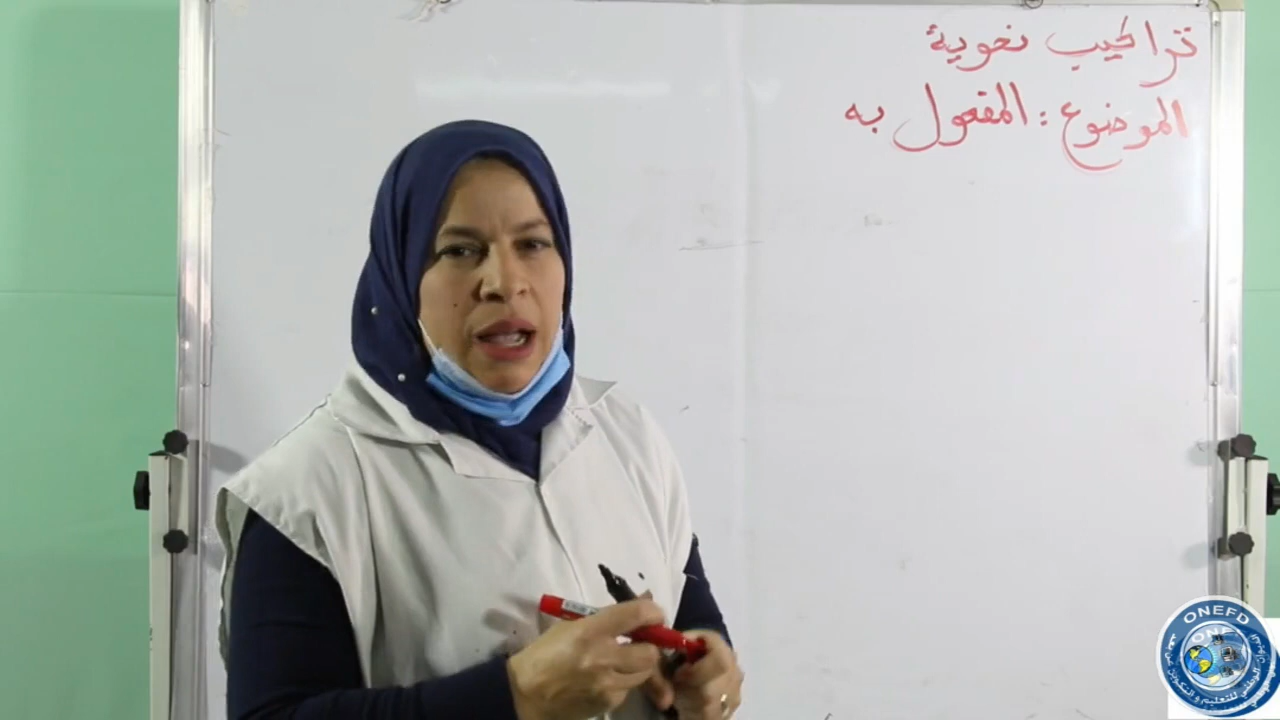 تراكيب نحوية
الموضوع : المفعول به
ONEFD